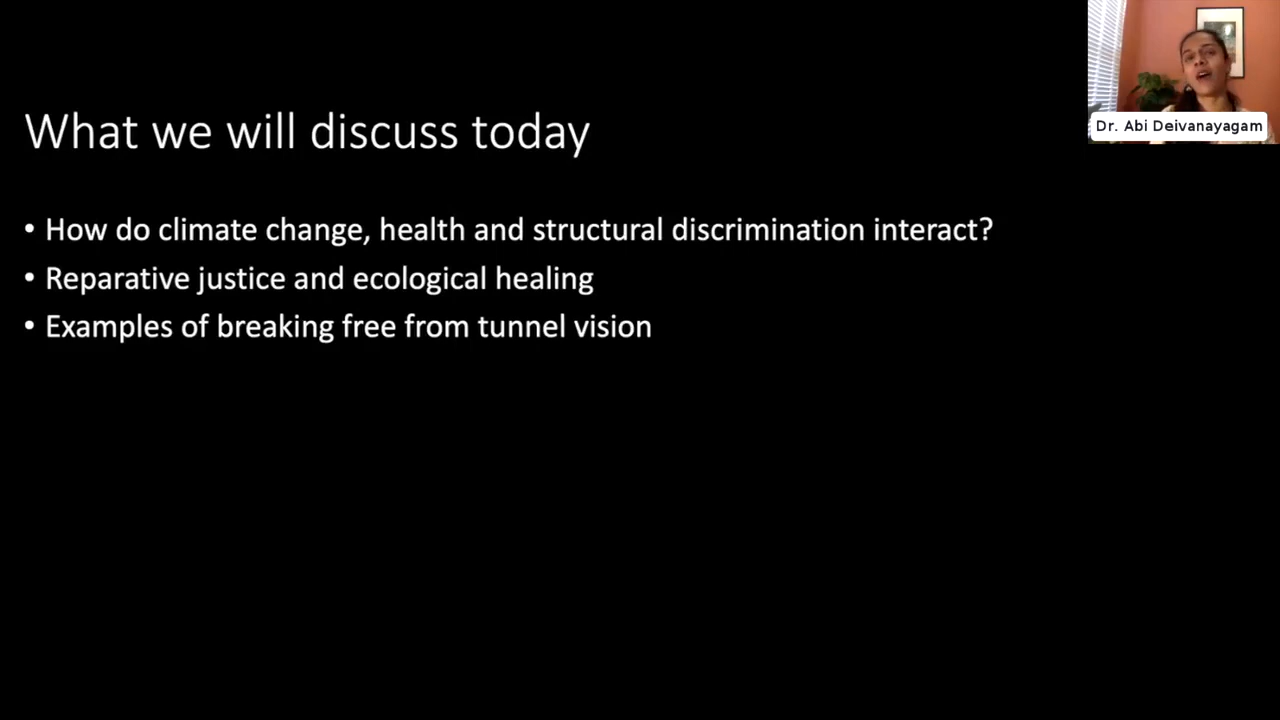 What we will discuss today
• How do climate change, health and structural discrimination interact?
• Reparative justice and ecological healing
• Examples of breaking free from tunnel vision
Dr. Abi Deivanayagam